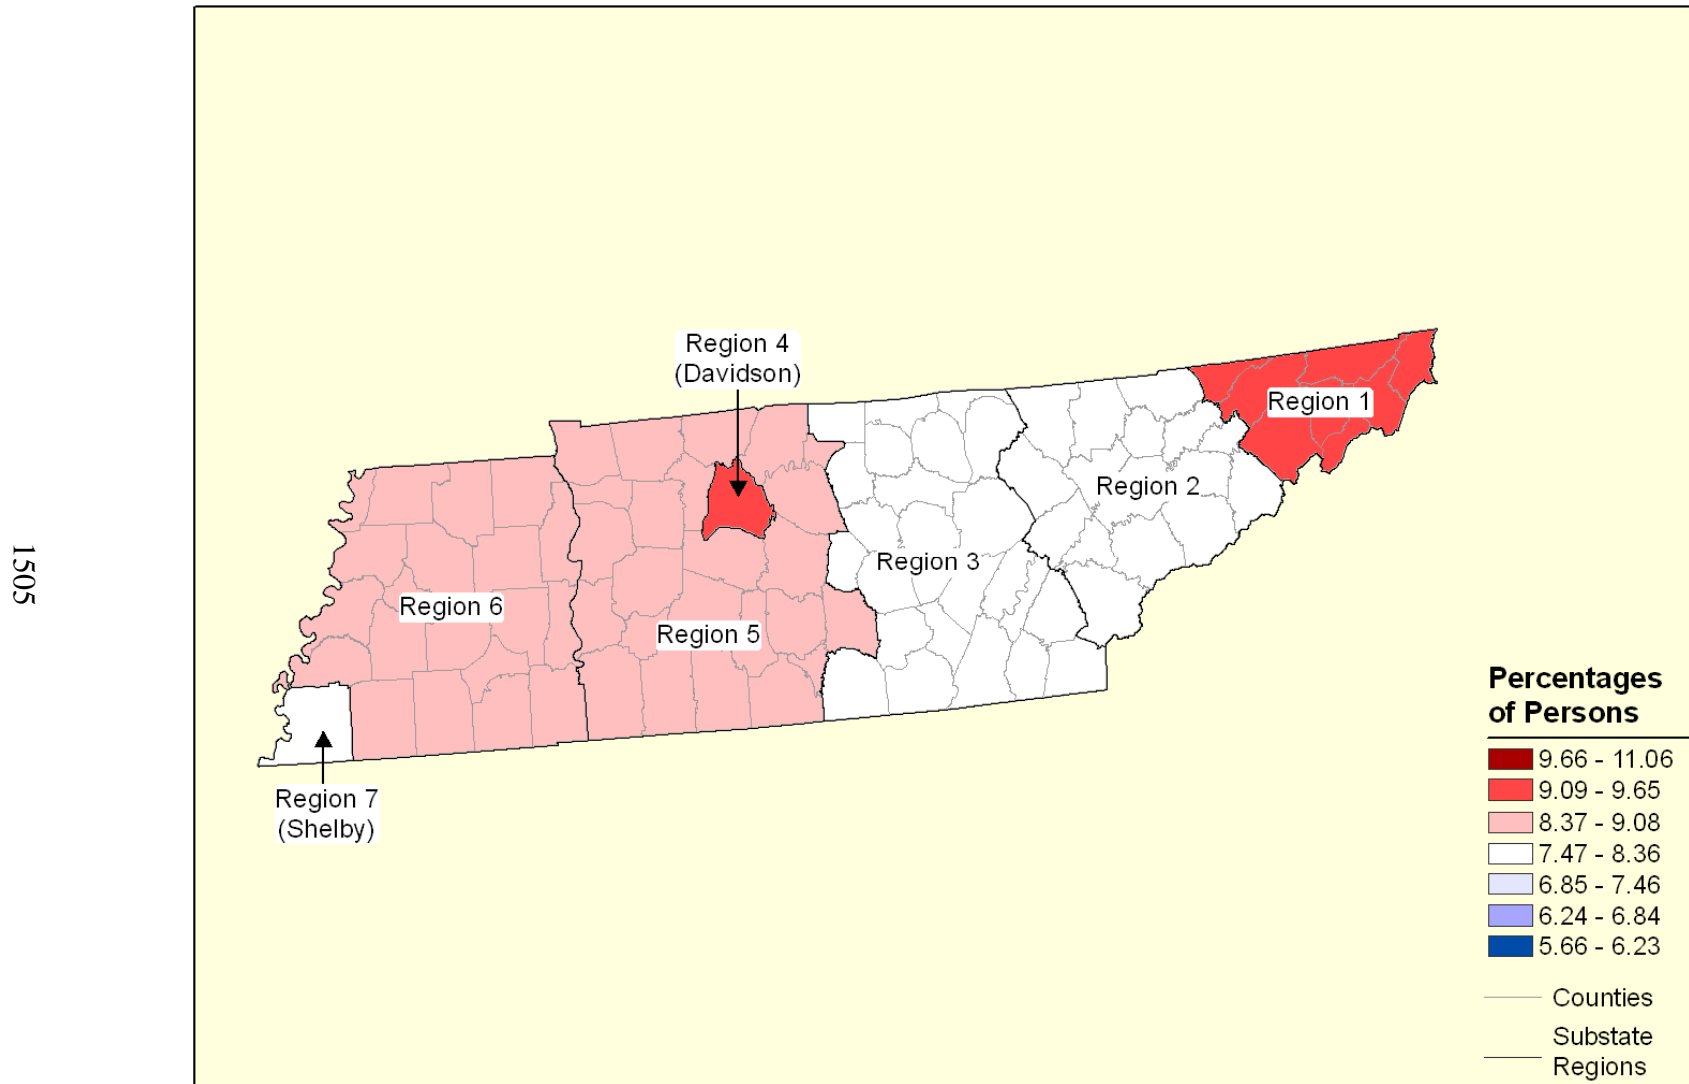 1505
Region 4
(Davidson)
Region 1
Region 2
Region 3
Region 6
Region 5
Region 7
(Shelby)
Percentages
of Persons
9.66 - 11.06
9.09 - 9.65
8.37 - 9.08
7.47 - 8.36
6.85 - 7.46
6.24 - 6.84
5.66 - 6.23
Counties
Substate
Regions